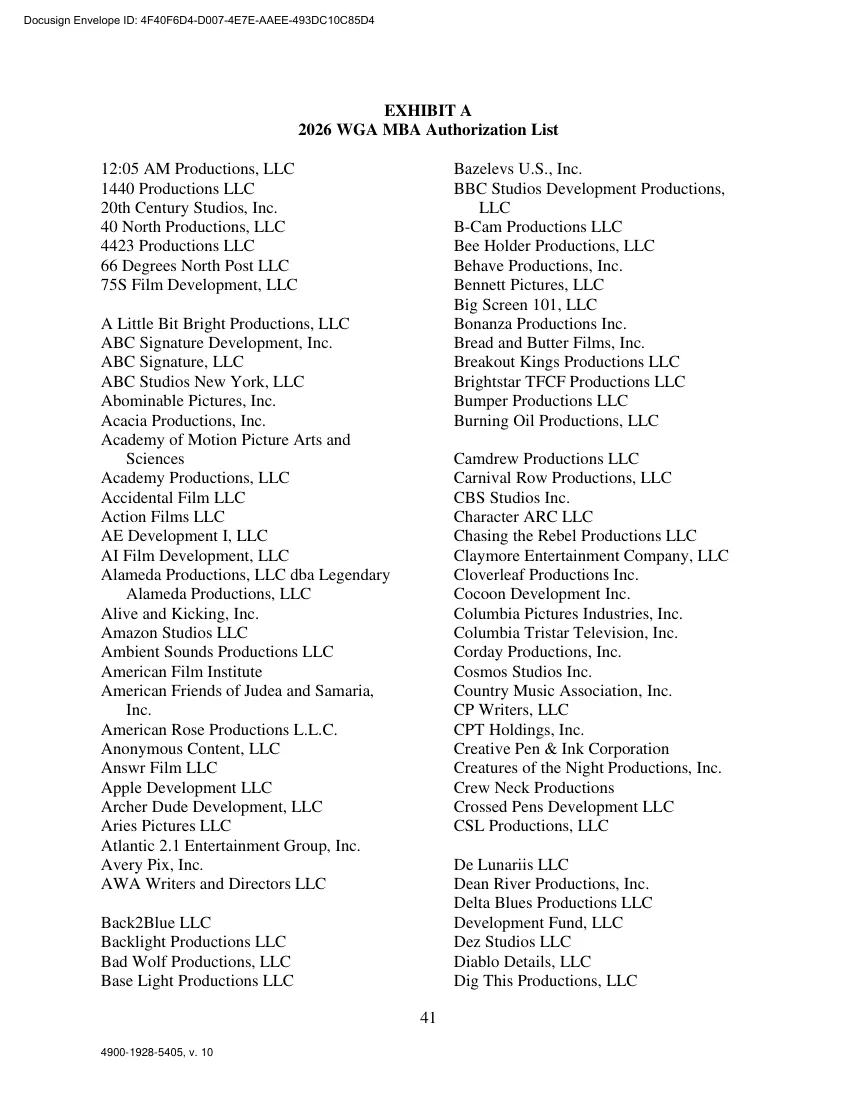 Docusign Envelope ID: 4F40F6D4-D007-4E7E-AAEE-493DC10C85D4
EXHIBIT A
2026 WGA MBA Authorization List
12:05 AM Productions, LLC
1440 Productions LLC
20th Century Studios, Inc.
40 North Productions, LLC
4423 Productions LLC
66 Degrees North Post LLC
75S Film Development, LLC
A Little Bit Bright Productions, LLC
ABC Signature Development, Inc.
ABC Signature, LLC
ABC Studios New York, LLC
Abominable Pictures, Inc.
Acacia Productions, Inc.
Academy of Motion Picture Arts and
Sciences
Academy Productions, LLC
Accidental Film LLC
Action Films LLC
AE Development I, LLC
AI Film Development, LLC
Alameda Productions, LLC dba Legendary
Alameda Productions, LLC
Alive and Kicking, Inc.
Amazon Studios LLC
Ambient Sounds Productions LLC
American Film Institute
American Friends of Judea and Samaria,
Inc.
American Rose Productions L.L.C.
Anonymous Content, LLC
Answr Film LLC
Apple Development LLC
Archer Dude Development, LLC
Aries Pictures LLC
Atlantic 2.1 Entertainment Group, Inc.
Avery Pix, Inc.
AWA Writers and Directors LLC
Back2Blue LLC
Backlight Productions LLC
Bad Wolf Productions, LLC
Base Light Productions LLC
Bazelevs U.S., Inc.
BBC Studios Development Productions,
LLC
B-Cam Productions LLC
Bee Holder Productions, LLC
Behave Productions, Inc.
Bennett Pictures, LLC
Big Screen 101, LLC
Bonanza Productions Inc.
Bread and Butter Films, Inc.
Breakout Kings Productions LLC
Brightstar TFCF Productions LLC
Bumper Productions LLC
Burning Oil Productions, LLC
Camdrew Productions LLC
Carnival Row Productions, LLC
CBS Studios Inc.
Character ARC LLC
Chasing the Rebel Productions LLC
Claymore Entertainment Company, LLC
Cloverleaf Productions Inc.
Cocoon Development Inc.
Columbia Pictures Industries, Inc.
Columbia Tristar Television, Inc.
Corday Productions, Inc.
Cosmos Studios Inc.
Country Music Association, Inc.
CP Writers, LLC
CPT Holdings, Inc.
Creative Pen & Ink Corporation
Creatures of the Night Productions, Inc.
Crew Neck Productions
Crossed Pens Development LLC
CSL Productions, LLC
De Lunariis LLC
Dean River Productions, Inc.
Delta Blues Productions LLC
Development Fund, LLC
Dez Studios LLC
Diablo Details, LLC
Dig This Productions, LLC
41
4900-1928-5405, v. 10